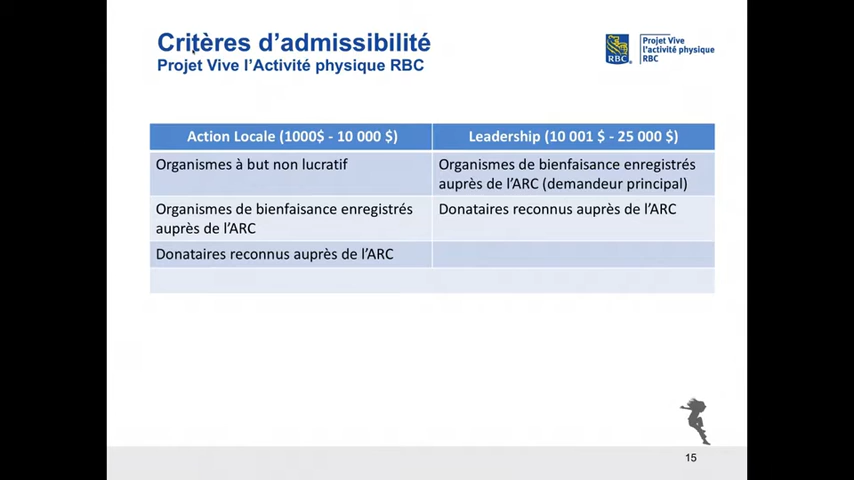 Critères d'admissibilité
Projet Vive l'Activité physique RBC
RBC
Projet Vive
l'activité physique
RBC
Action Locale (1000$ - 10 000 $)
Leadership (10 001 $ - 25 000 $)
Organismes à but non lucratif
Organismes de bienfaisance enregistrés
auprès de l'ARC (demandeur principal)
Organismes de bienfaisance enregistrés
auprès de l'ARC
Donataires reconnus auprès de l'ARC
Donataires reconnus auprès de l'ARC
15